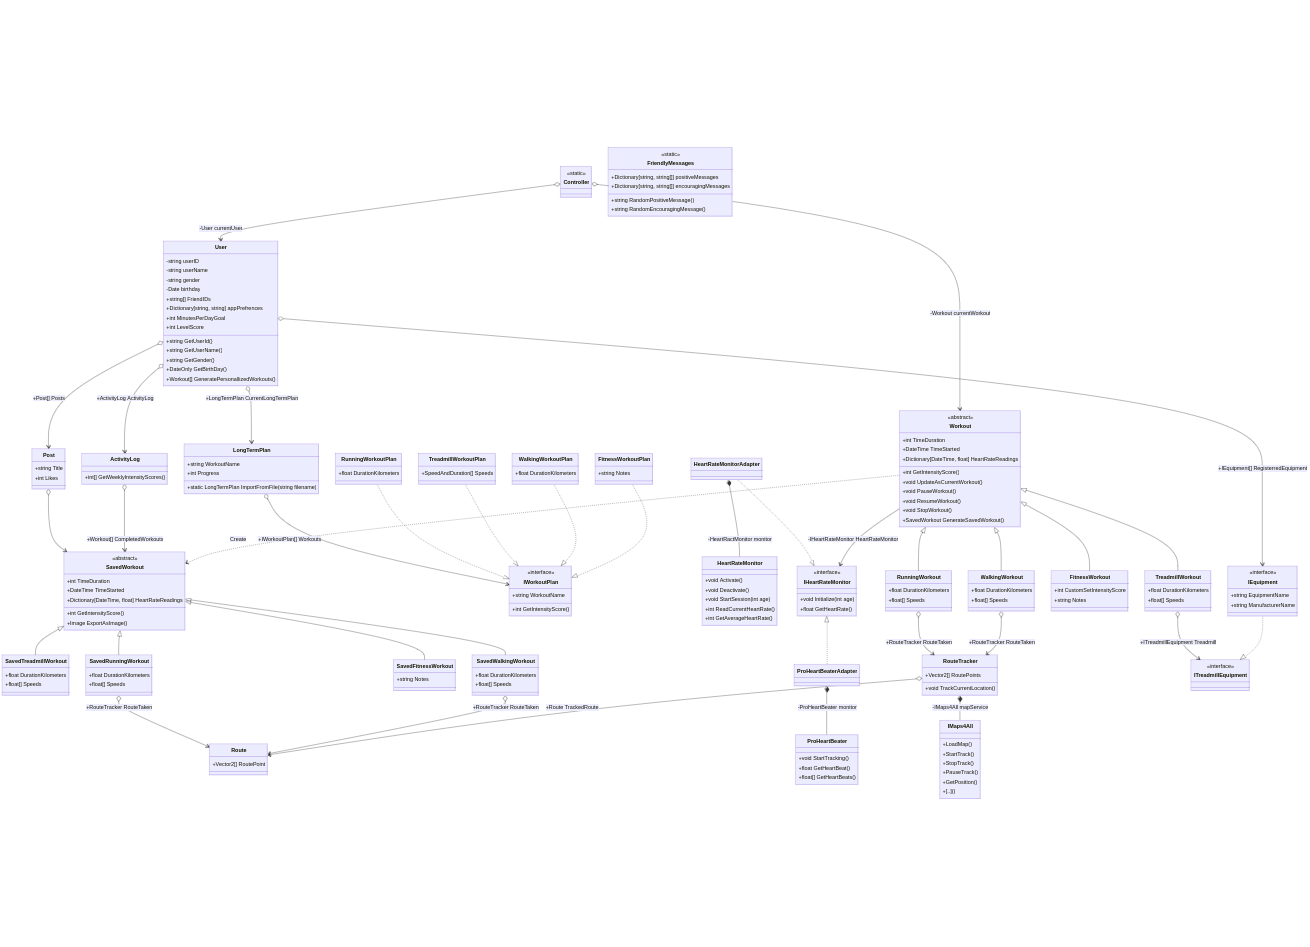 «static»
FriendlyMessages
+Dictionary[string, string[]] positiveMessages
+Dictionary[string, string[]] encouragingMessages
+string RandomPositiveMessage()
+string RandomEncouragingMessage()
«static»
Controller
-User currentUser
User
-string userID
-string userName
-string gender
-Date birthday
+string[] FriendIDs
+Dictionary[string, string] appPrefrences
+int MinutesPerDayGoal
+int LevelScore
+string GetUserId()
+string GetUserName()
+string GetGender()
+DateOnly GetBirthDay()
+Workout[] GeneratePersonallizedWorkouts()
-Workout currentWorkout
+Post[] Posts
+ActivityLog ActivityLog
+LongTermPlan CurrentLongTermPlan
«abstract»
Workout
+int TimeDuration
+DateTime TimeStarted
+Dictionary[DateTime, float] HeartRateReadings
+int GetIntensityScore()
+void UpdateAsCurrentWorkout()
+void PauseWorkout()
+void ResumeWorkout()
+void StopWorkout()
+SavedWorkout GenerateSavedWorkout()
Post
+string Title
+int Likes
ActivityLog
+int[] GetWeeklyIntensityScores()
LongTermPlan
+string WorkoutName
+int Progress
+static LongTermPlan ImportFromFile(string filename)
RunningWorkoutPlan
+float DurationKilometers
TreadmillWorkoutPlan
+SpeedAndDuration[] Speeds
WalkingWorkoutPlan
+float DurationKilometers
FitnessWorkoutPlan
+string Notes
HeartRateMonitorAdapter
+IEquipment[] RegisterredEquipment
+Workout[] CompletedWorkouts
Create
+IWorkoutPlan[] Workouts
-HeartRactMonitor monitor
-IHeartRateMonitor HeartRateMonitor
«abstract»
SavedWorkout
+int TimeDuration
+DateTime TimeStarted
+Dictionary[DateTime, float] HeartRateReadings
+int GetIntensityScore()
+Image ExportAsImage()
«interface»
IWorkoutPlan
+string WorkoutName
+int GetIntensityScore()
HeartRateMonitor
+void Activate()
+void Deactivate()
+void StartSession(int age)
+int ReadCurrentHeartRate()
+int GetAverageHeartRate()
«interface»
IHeartRateMonitor
+void Initialize(int age)
+float GetHeartRate()
RunningWorkout
+float DurationKilometers
+float[] Speeds
WalkingWorkout
+float DurationKilometers
+float[] Speeds
FitnessWorkout
+int CustomSetIntensityScore
+string Notes
TreadmillWorkout
+float DurationKilometers
+float[] Speeds
«interface»
IEquipment
+string EquipmentName
+string ManufacturerName
+RouteTracker RouteTaken
+RouteTracker RouteTaken
+ITreadmillEquipment Treadmill
SavedTreadmillWorkout
+float DurationKilometers
+float[] Speeds
SavedRunningWorkout
+float DurationKilometers
+float[] Speeds
SavedFitnessWorkout
+string Notes
SavedWalkingWorkout
+float DurationKilometers
+float[] Speeds
ProHeartBeaterAdapter
RouteTracker
+Vector2[] RoutePoints
+void TrackCurrentLocation()
«interface»
ITreadmillEquipment
+RouteTracker RouteTaken
+RouteTracker RouteTaken
+Route TrackedRoute
-ProHeartBeater monitor
-IMaps4All mapService
Route
+Vector2[] RoutePoint
ProHeartBeater
+void StartTracking()
+float GetHeartBeat()
+float[] GetHeartBeats()
IMaps4All
+LoadMap()
+StartTrack()
+StopTrack()
+PauseTrack()
+GetPosition()